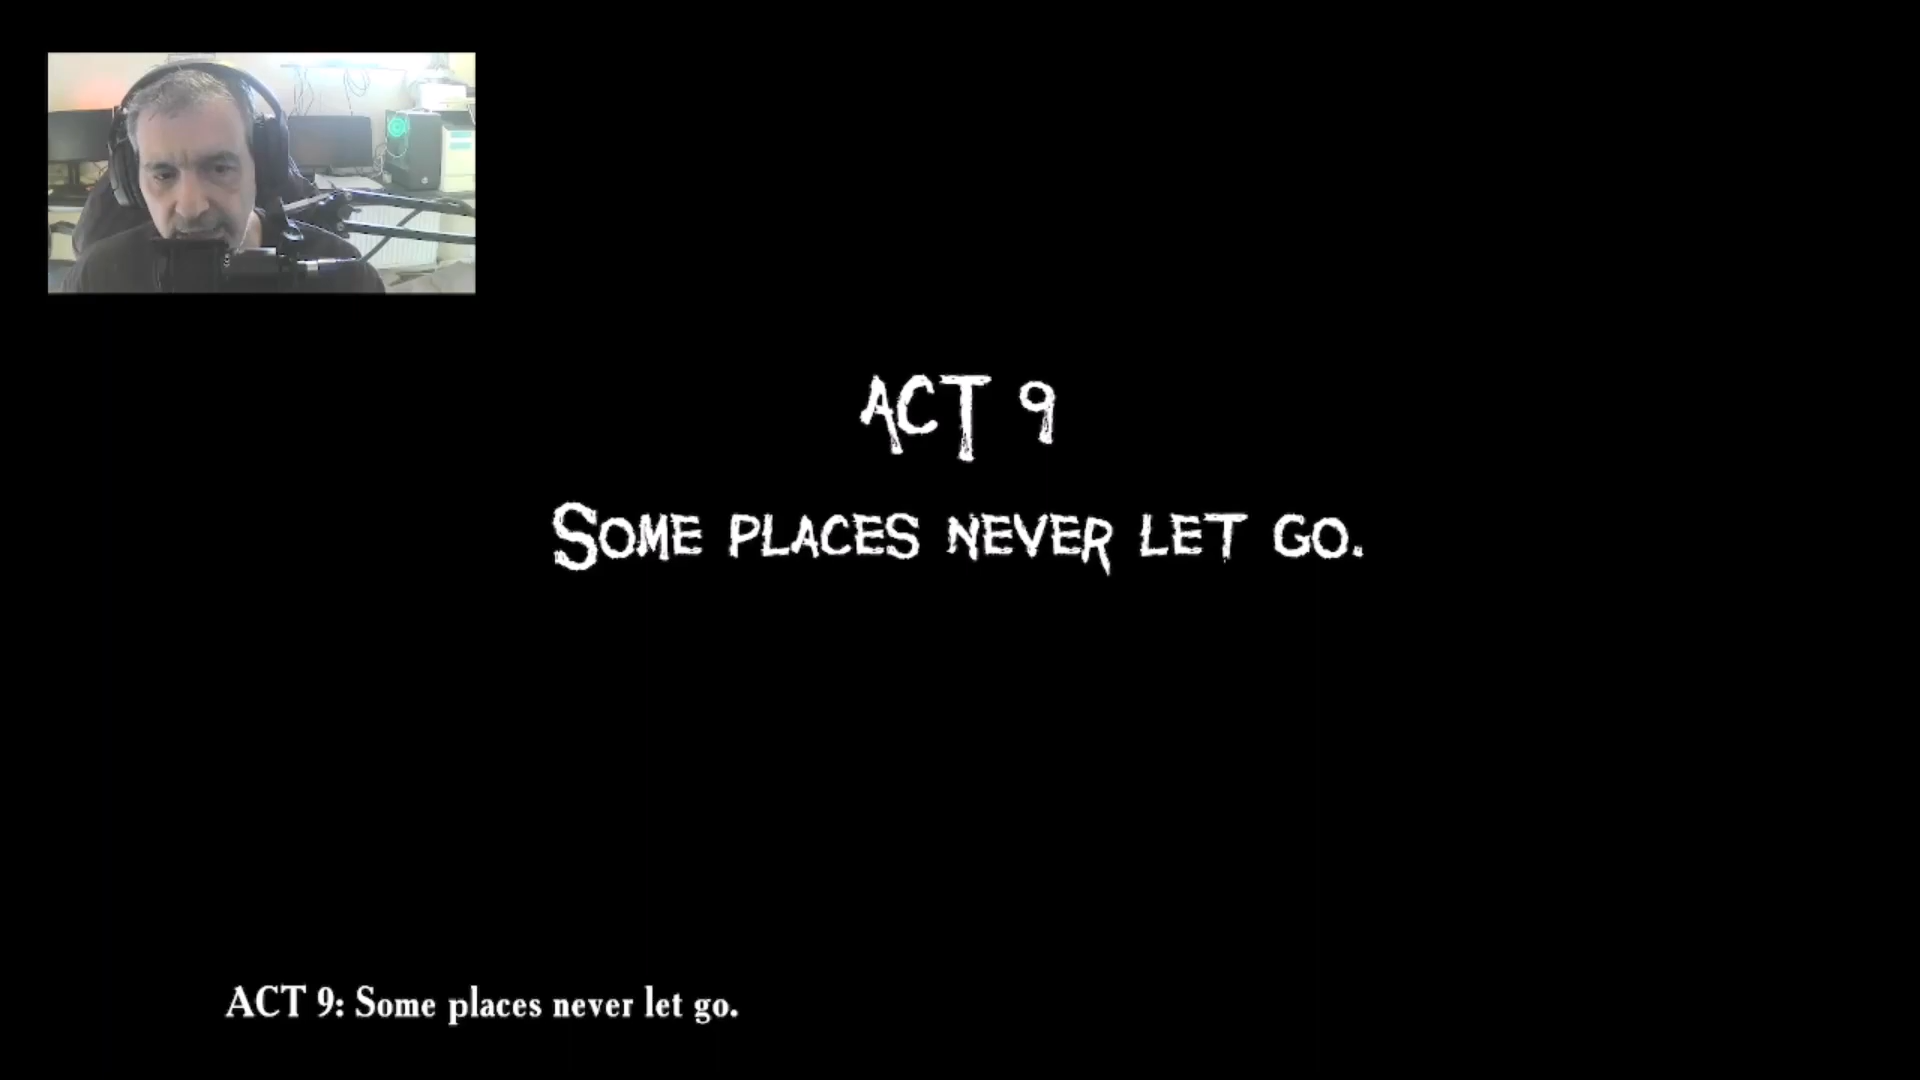 ACT 9
SOME PLACES NEVER LET GO.
ACT 9: Some places never let go.